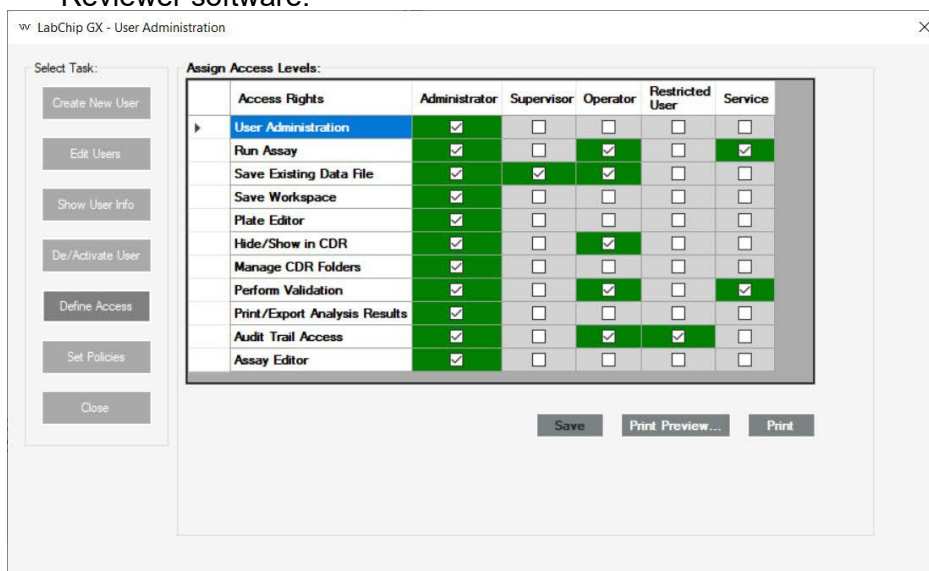 Reviewer software.
LabChip GX - User Administration
Select Task:
Create New User
Edit Users
Show User Info
De/Activate User
Define Access
Set Policies
Close
Assign Access Levels:
Access Rights Administrator Supervisor Operator Restricted User Service
User Administration
Run Assay
Save Existing Data File
Save Workspace
Plate Editor
Hide/Show in CDR
Manage CDR Folders
Perform Validation
Print/Export Analysis Results
Audit Trail Access
Assay Editor
Save Print Preview... Print